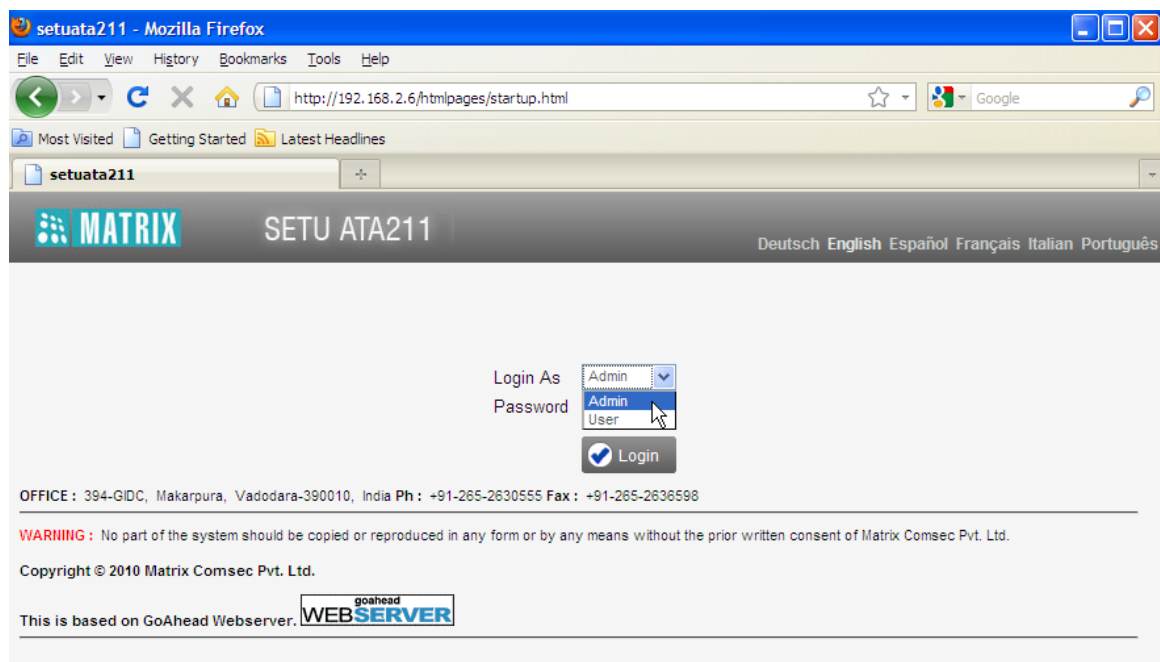 setuata211 - Mozilla Firefox
File Edit View History Bookmarks Tools Help
http://192.168.2.6/htmlpages/startup.html Google
Most Visited Getting Started Latest Headlines
setuata211
MATRIX SETU ATA211
Deutsch English Español Français Italian Português
Login As Admin
Password Admin
User
Login
OFFICE : 394-GIDC, Makarpura, Vadodara-390010, India Ph : +91-265-2630555 Fax : +91-265-2636598
WARNING : No part of the system should be copied or reproduced in any form or by any means without the prior written consent of Matrix Comsec Pvt. Ltd.
Copyright © 2010 Matrix Comsec Pvt. Ltd.
This is based on GoAhead Webserver. goahead WEBSERVER